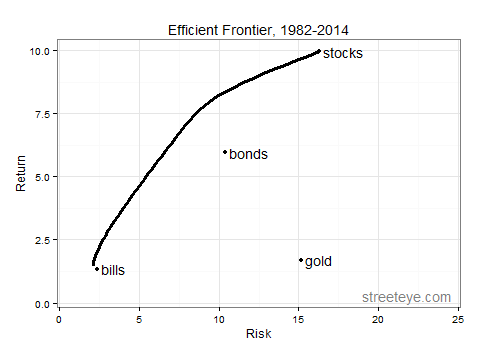 Efficient Frontier, 1982-2014
10.0
7.5
5.0
2.5
0.0
Return
stocks
bonds
gold
bills
streeteye.com
0 5 10 15 20 25
Risk